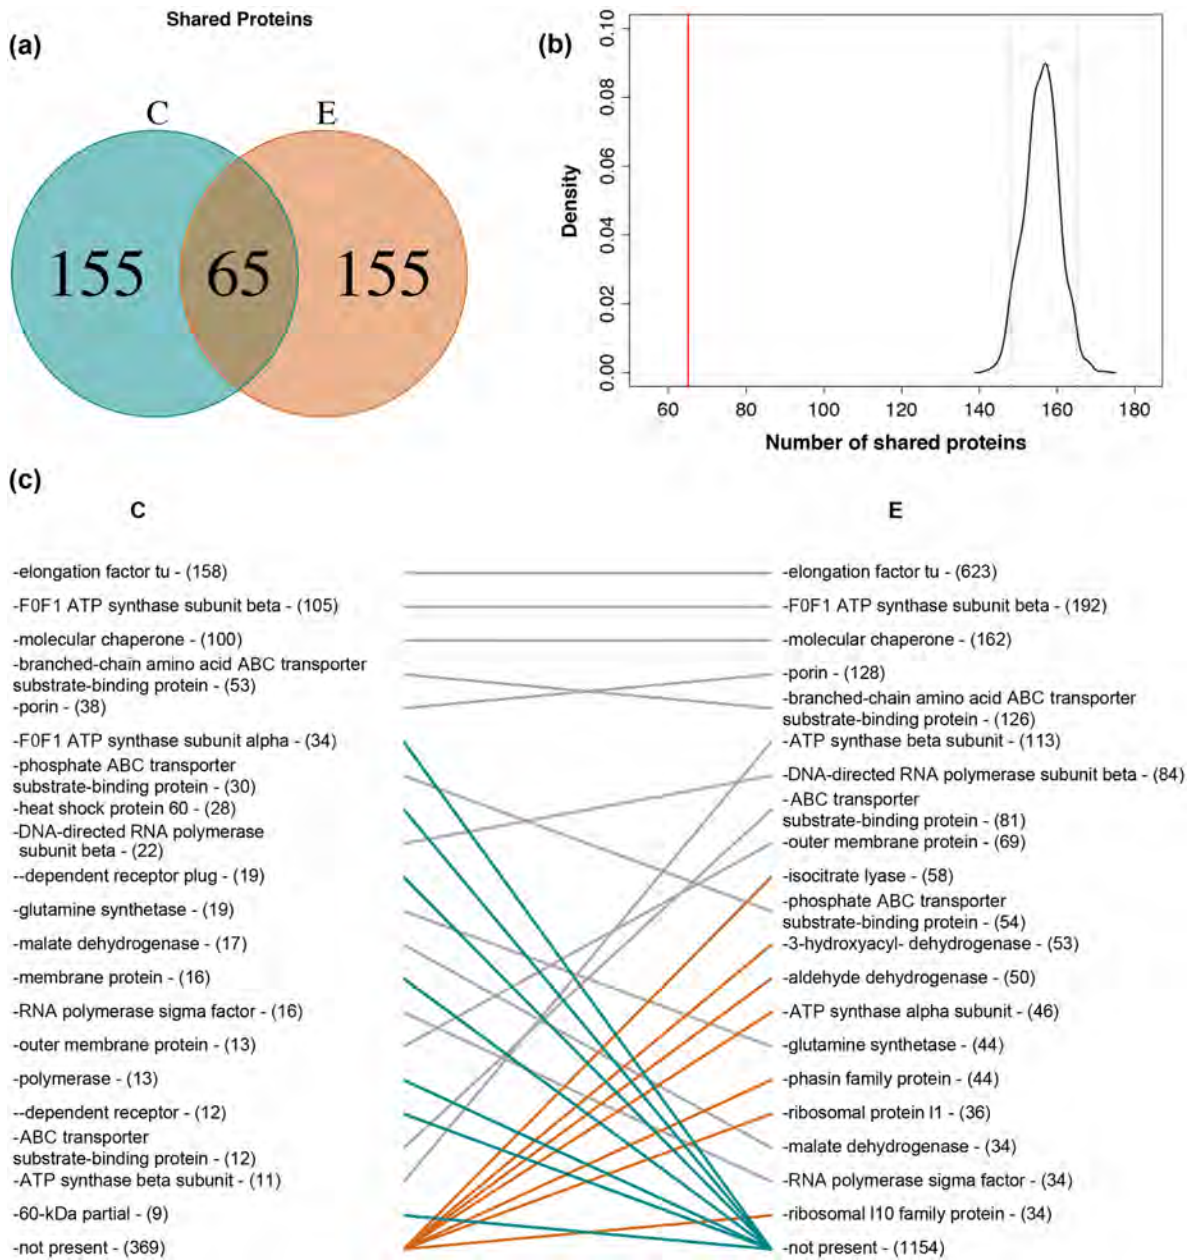 Shared Proteins
(a)
C
E
155
65
155
(b)
0.10
0.08
0.06
0.04
0.02
0.00
Density
60
80
100
120
140
160
180
Number of shared proteins
(c)
C
-elongation factor tu - (158)
-F0F1 ATP synthase subunit beta - (105)
-molecular chaperone - (100)
-branched-chain amino acid ABC transporter
substrate-binding protein - (53)
-porin - (38)
-F0F1 ATP synthase subunit alpha - (34)
-phosphate ABC transporter
substrate-binding protein - (30)
-heat shock protein 60 - (28)
-DNA-directed RNA polymerase
subunit beta - (22)
--dependent receptor plug - (19)
-glutamine synthetase - (19)
-malate dehydrogenase - (17)
-membrane protein - (16)
-RNA polymerase sigma factor - (16)
-outer membrane protein - (13)
-polymerase - (13)
--dependent receptor - (12)
-ABC transporter
substrate-binding protein - (12)
-ATP synthase beta subunit - (11)
-60-kDa partial - (9)
-not present - (369)
E
-elongation factor tu - (623)
-F0F1 ATP synthase subunit beta - (192)
-molecular chaperone - (162)
-porin - (128)
-branched-chain amino acid ABC transporter
substrate-binding protein - (126)
-ATP synthase beta subunit - (113)
-DNA-directed RNA polymerase subunit beta - (84)
-ABC transporter
substrate-binding protein - (81)
-outer membrane protein - (69)
-isocitrate lyase - (58)
-phosphate ABC transporter
substrate-binding protein - (54)
-3-hydroxyacyl- dehydrogenase - (53)
-aldehyde dehydrogenase - (50)
-ATP synthase alpha subunit - (46)
-glutamine synthetase - (44)
-phasin family protein - (44)
-ribosomal protein l1 - (36)
-malate dehydrogenase - (34)
-RNA polymerase sigma factor - (34)
-ribosomal l10 family protein - (34)
-not present - (1154)